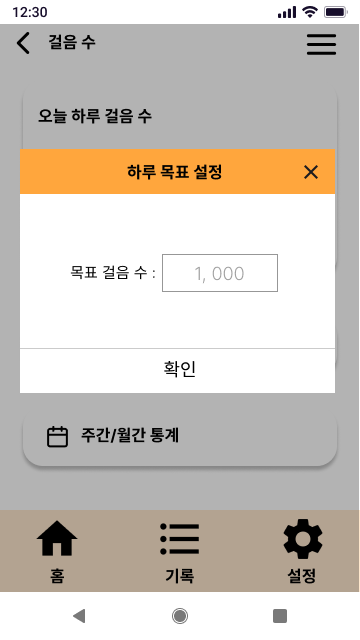 12:30
걸음 수
오늘 하루 걸음 수
하루 목표 설정
목표 걸음 수 : 1, 000
확인
주간/월간 통계
홈 기록 설정